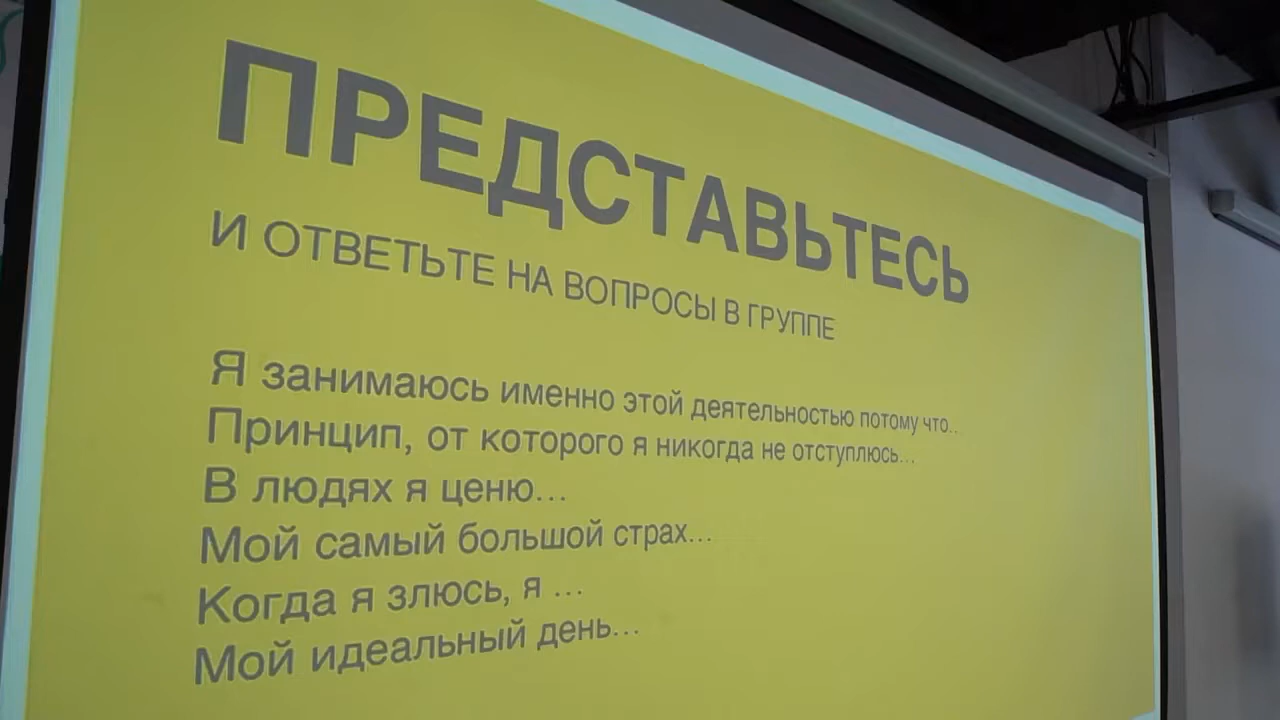 ПРЕДСТАВЬТЕСЬ
И ОТВЕТЬТЕ НА ВОПРОСЫ В ГРУППЕ
Я занимаюсь именно этой деятельностью потому что..
Принцип, от которого я никогда не отступлюсь...
В людях я ценю...
Мой самый большой страх...
Когда я злюсь, я ...
Мой идеальный день...